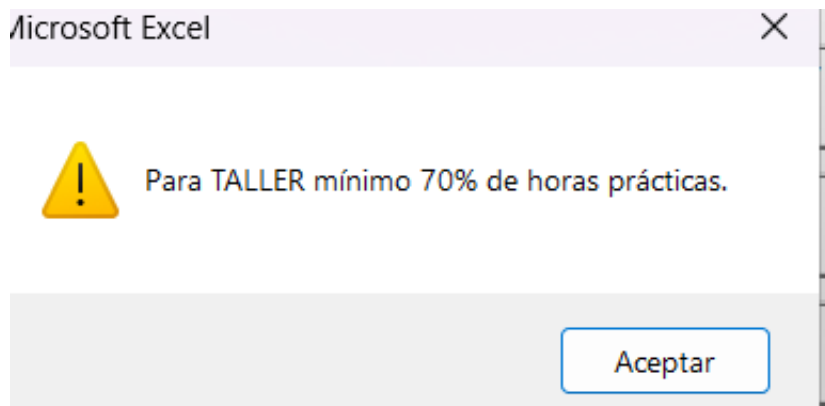 Microsoft Excel
Para TALLER mínimo 70% de horas prácticas.
Aceptar